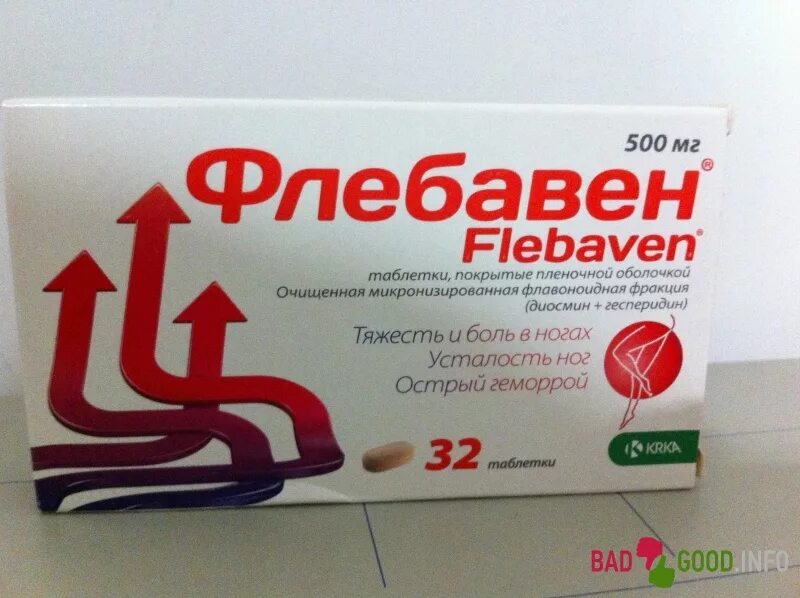 500 мг
Флебавен®
Flebaven®
таблетки, покрытые пленочной оболочкой
Очищенная микронизированная флавоноидная фракция
(диосмин + гесперидин)
Тяжесть и боль в ногах
Усталость ног
Острый геморрой
32 таблетки
KRKA
BAD GOOD.INFO